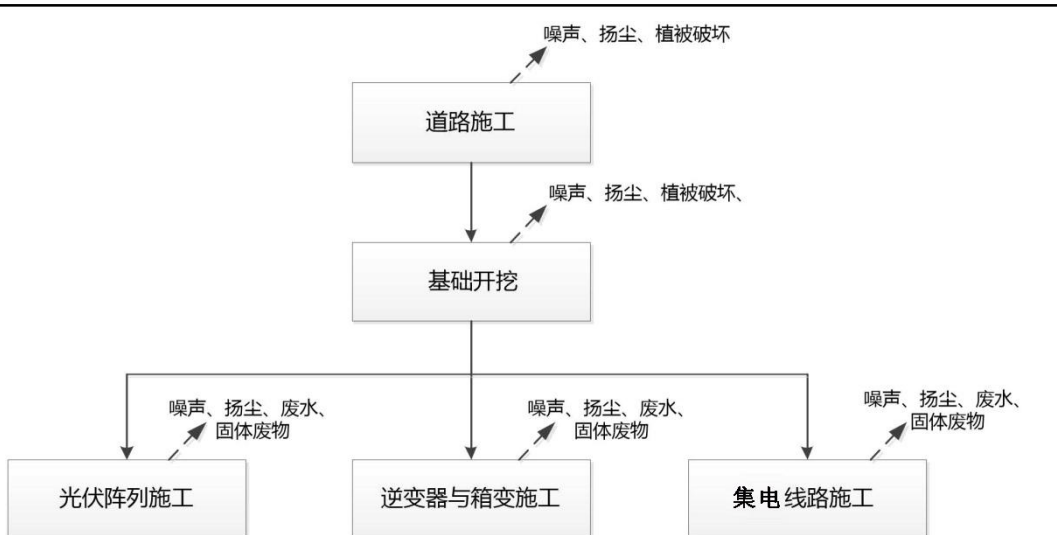 噪声、扬尘、植被破坏
道路施工
噪声、扬尘、植被破坏、
基础开挖
噪声、扬尘、废水、
固体废物
噪声、扬尘、废水、
固体废物
噪声、扬尘、废水、
固体废物
光伏阵列施工
逆变器与箱变施工
集电线路施工